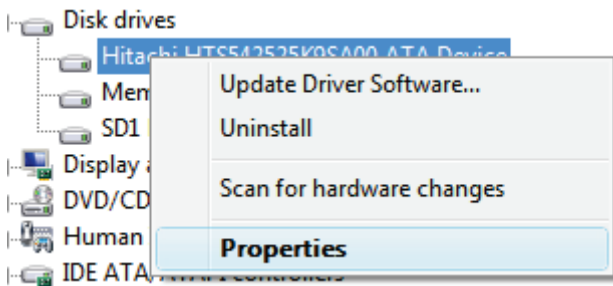 Disk drives
Hitachi HTS542525K9SA00 ATA Device
Update Driver Software...
SD1
Uninstall
Display
Scan for hardware changes
DVD/CD
Human
Properties
IDE ATA/ATAPI controllers